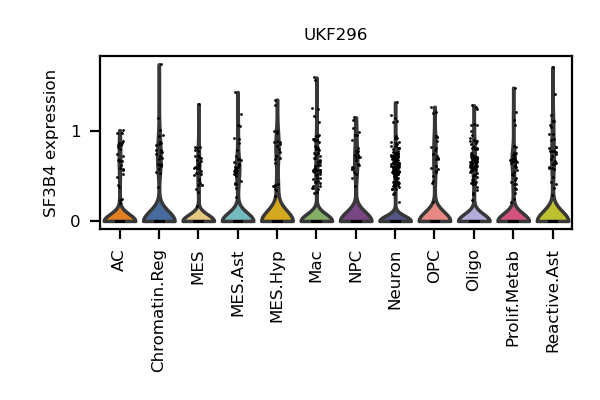 UKF296
SF3B4 expression
1
0
AC
Chromatin.Reg
MES
MES.Ast
MES.Hyp
Mac
NPC
Neuron
OPC
Oligo
Prolif.Metab
Reactive.Ast